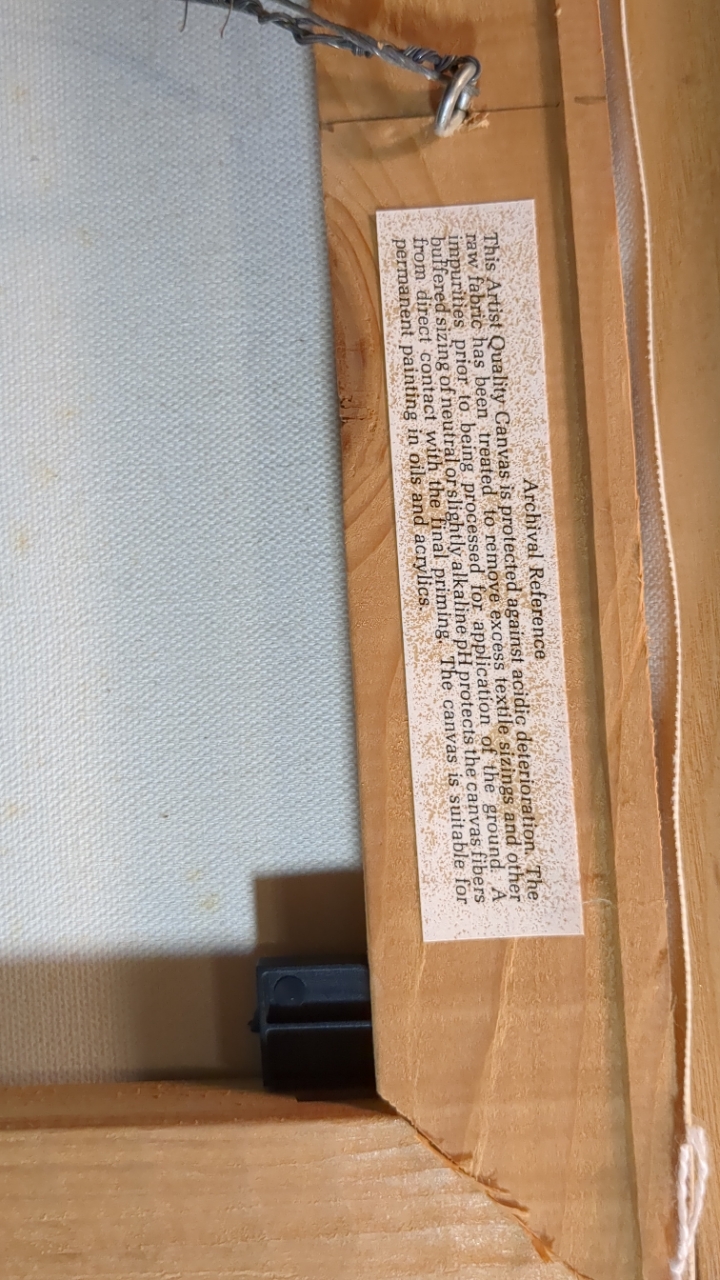 Archival Reference
This Artist Quality Canvas is protected against acidic deterioration. The
raw fabric has been treated to remove excess textile sizings and other
impurities prior to being processed for application of the ground. A
buffered sizing of neutral or slightly alkaline pH protects the canvas fibers
from direct contact with the final priming. The canvas is suitable for
permanent painting in oils and acrylics.